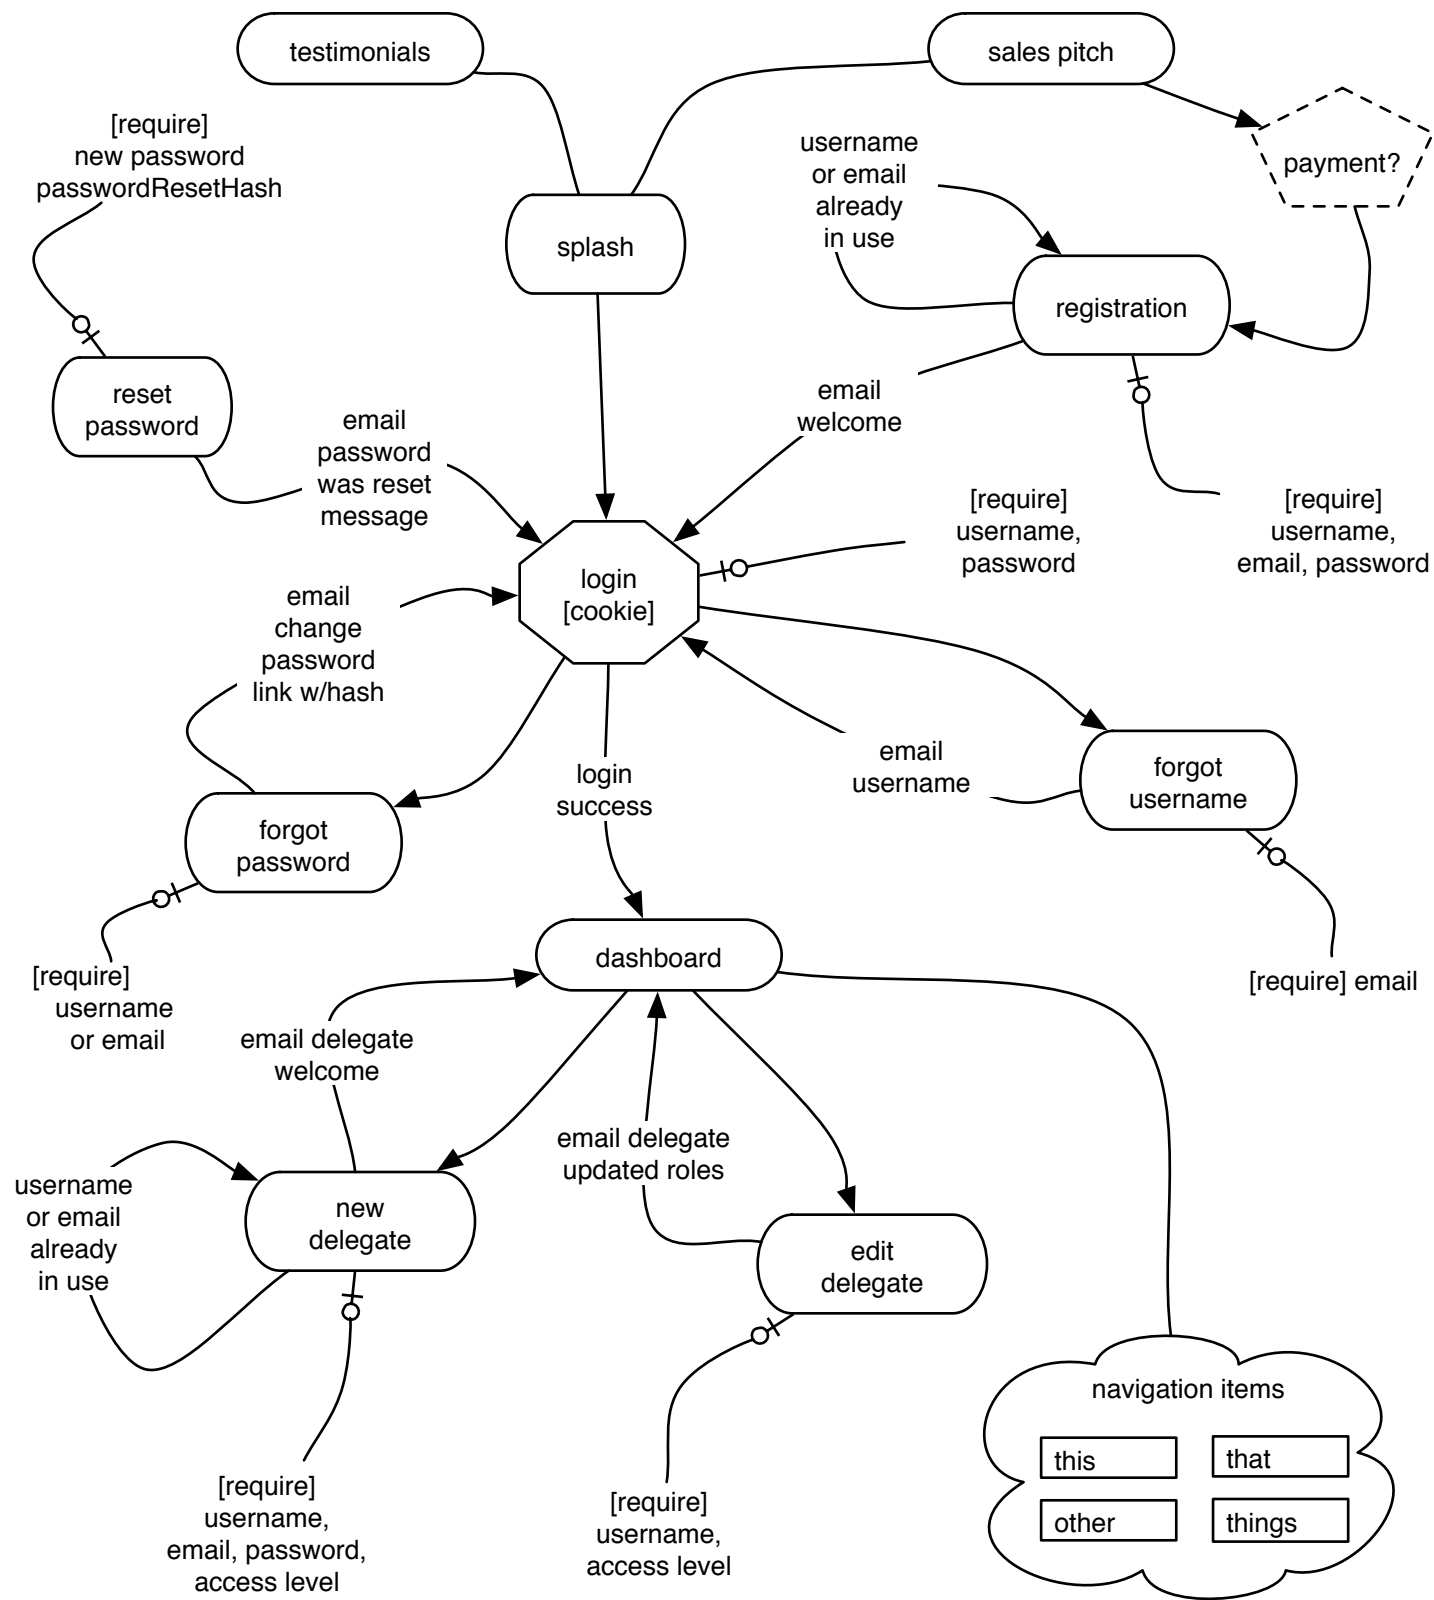 testimonials
sales pitch
[require]
new password
passwordResetHash
username
or email
already
in use
payment?
splash
registration
reset
password
email
password
was reset
message
email
welcome
[require]
username,
password
[require]
username,
email, password
login
[cookie]
email
change
password
link w/hash
login
success
email
username
forgot
username
forgot
password
[require]
username
or email
dashboard
[require] email
email delegate
welcome
email delegate
updated roles
username
or email
already
in use
new
delegate
edit
delegate
navigation items
this
that
other
things
[require]
username,
email, password,
access level
[require]
username,
access level